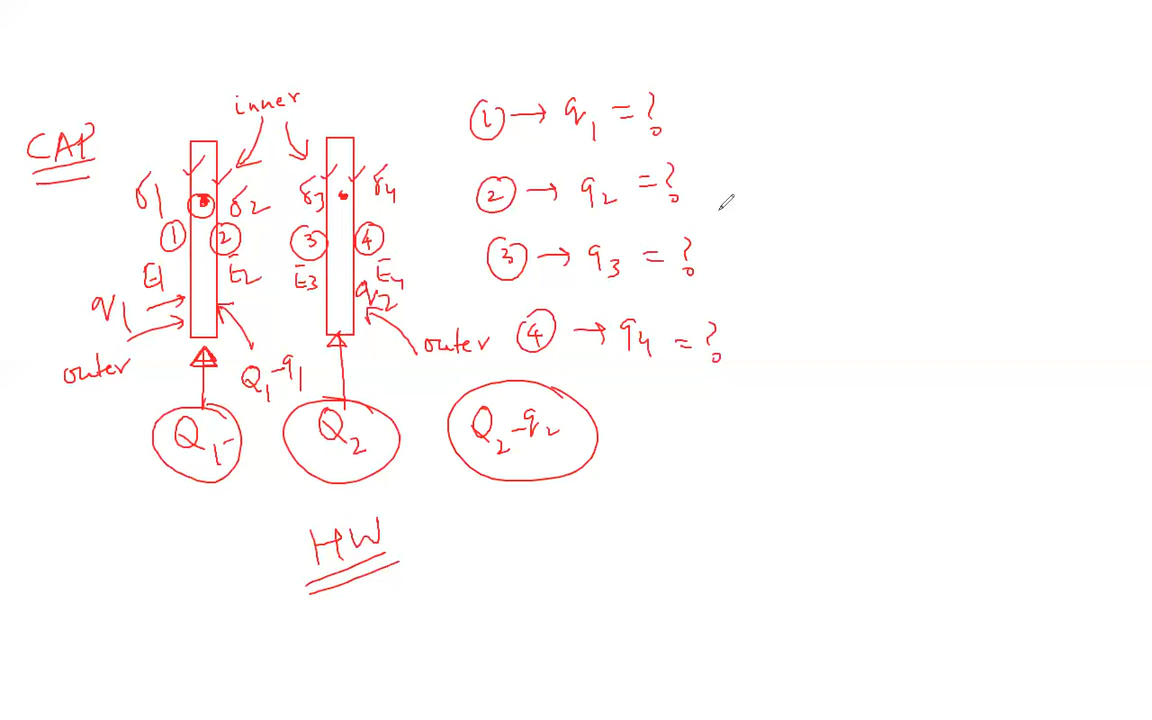 inner
CAP
σ1 σ2 σ3 σ4
① ② ③ ④
E1 E2 E3 E4
q1 q2
outer outer
Q1-q1
Q1 Q2 Q2-q2
HW
① → q1 = ?
② → q2 = ?
③ → q3 = ?
④ → q4 = ?